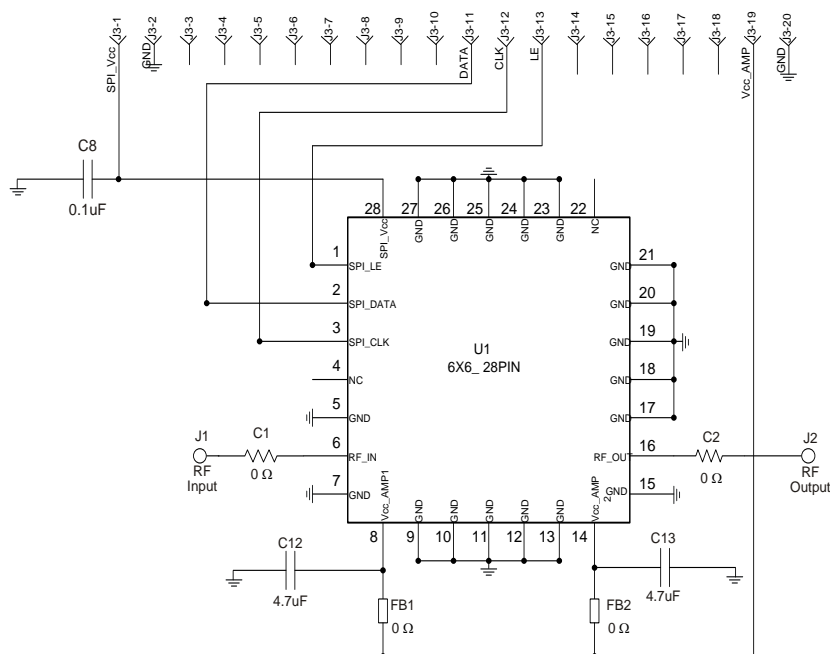 J3-1
J3-2
J3-3
J3-4
J3-5
J3-6
J3-7
J3-8
J3-9
J3-10
J3-11
J3-12
J3-13
J3-14
J3-15
J3-16
J3-17
J3-18
J3-19
J3-20
SPI_Vcc
GND
DATA
CLK
LE
Vcc_AMP
GND
C8
0.1uF
28
27
26
25
24
23
22
SPI_Vcc
GND
GND
GND
GND
GND
NC
1
SPI_LE
2
SPI_DATA
3
SPI_CLK
4
NC
5
GND
6
RF_IN
7
GND
U1
6X6_ 28PIN
21
GND
20
GND
19
GND
18
GND
17
GND
16
RF_OUT
15
GND
J1
RF
Input
C1
0 Ω
C2
0 Ω
J2
RF
Output
Vcc_AMP1
GND
GND
GND
GND
GND
Vcc_AMP
2
8
9
10
11
12
13
14
C12
4.7uF
FB1
0 Ω
FB2
0 Ω
C13
4.7uF